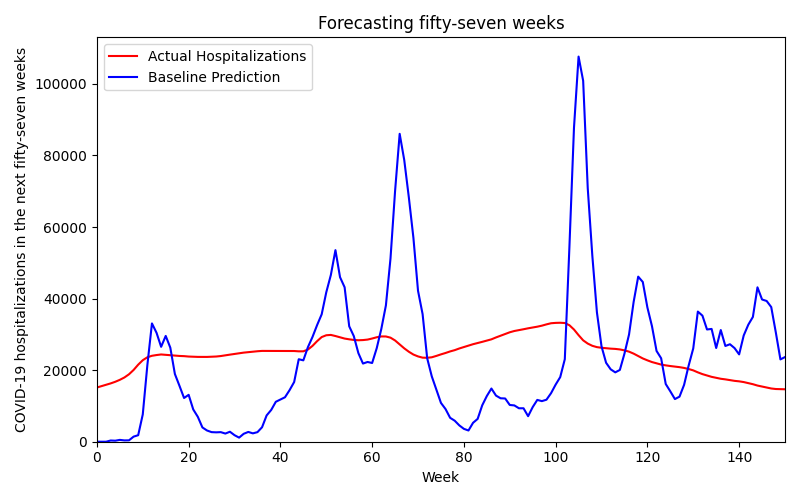 Forecasting fifty-seven weeks
Actual Hospitalizations
Baseline Prediction
COVID-19 hospitalizations in the next fifty-seven weeks
100000
80000
60000
40000
20000
0
0 20 40 60 80 100 120 140
Week